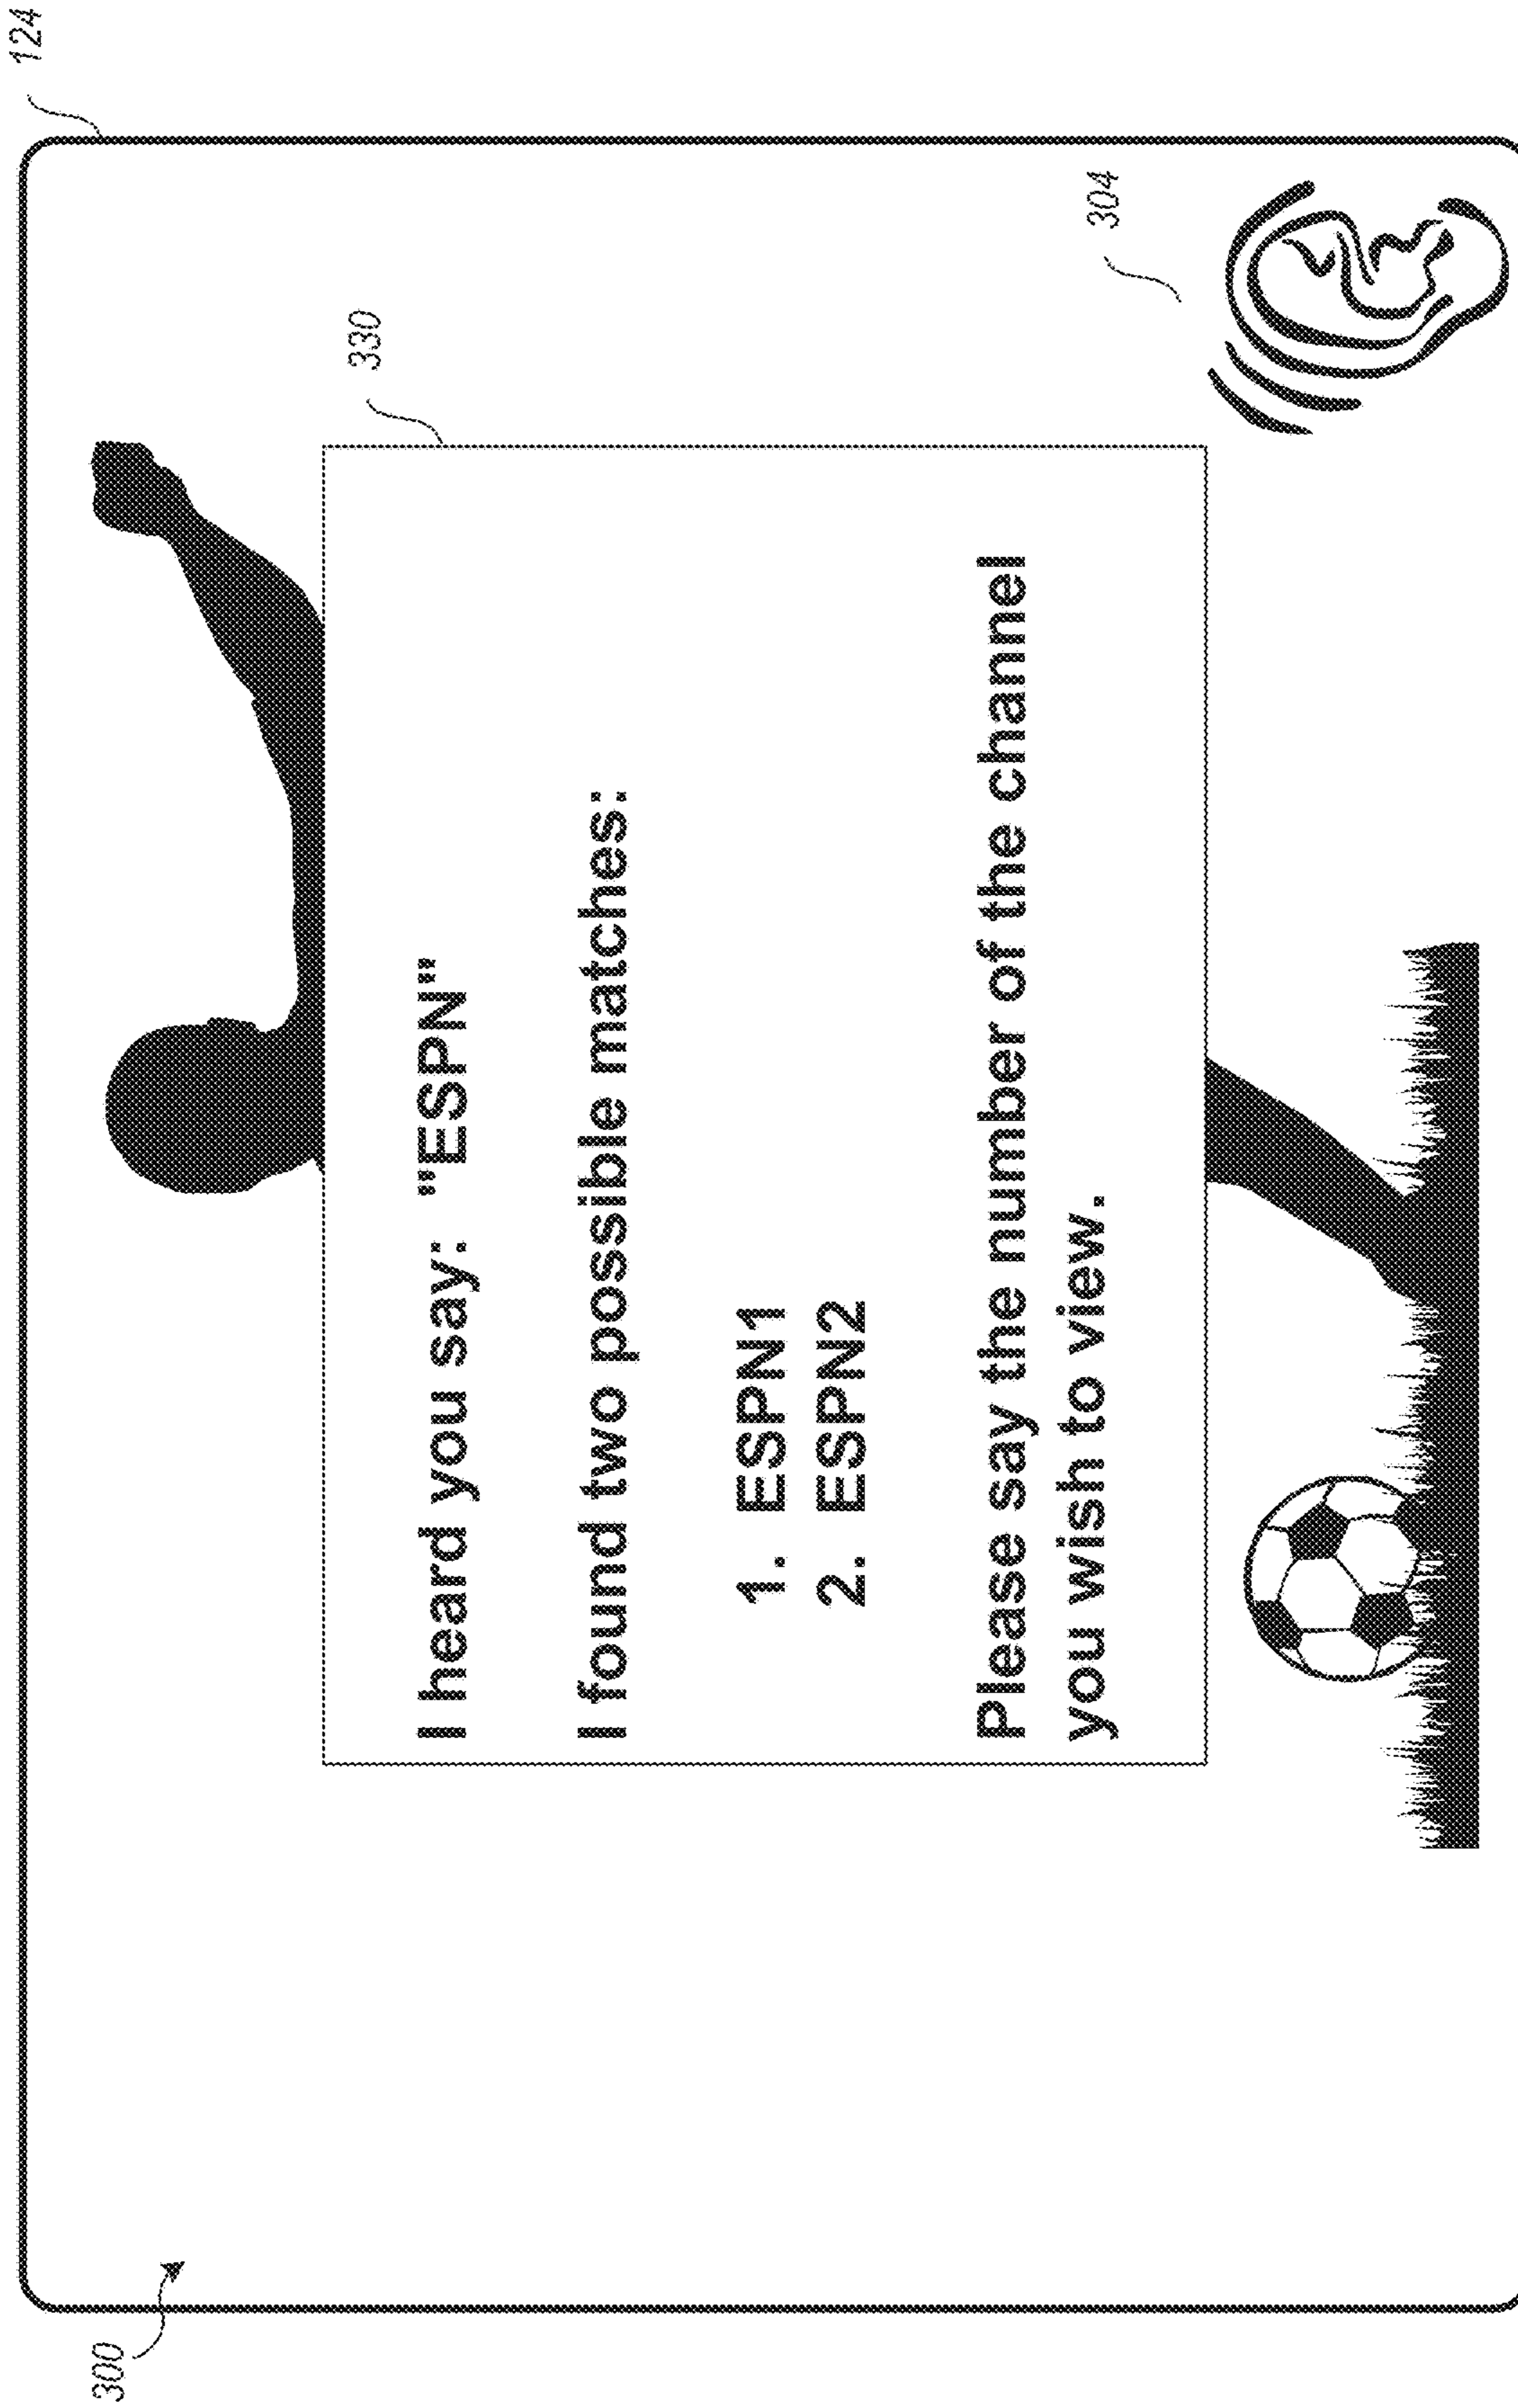 300
124
330
I heard you say: "ESPN"
I found two possible matches:
1. ESPN1
2. ESPN2
Please say the number of the channel
you wish to view.
304